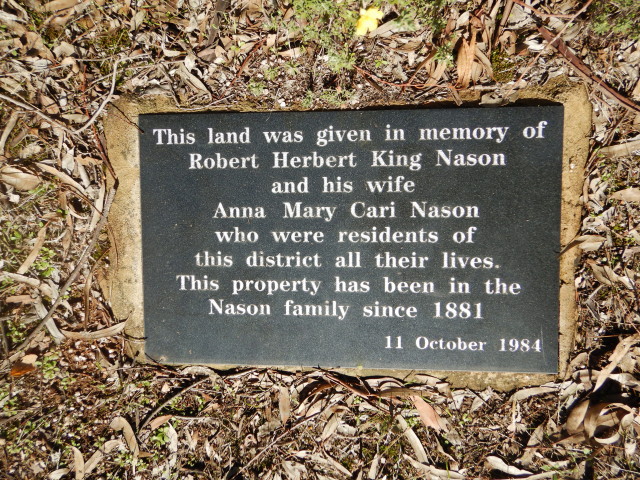 This land was given in memory of
Robert Herbert King Nason
and his wife
Anna Mary Cari Nason
who were residents of
this district all their lives.
This property has been in the
Nason family since 1881
11 October 1984